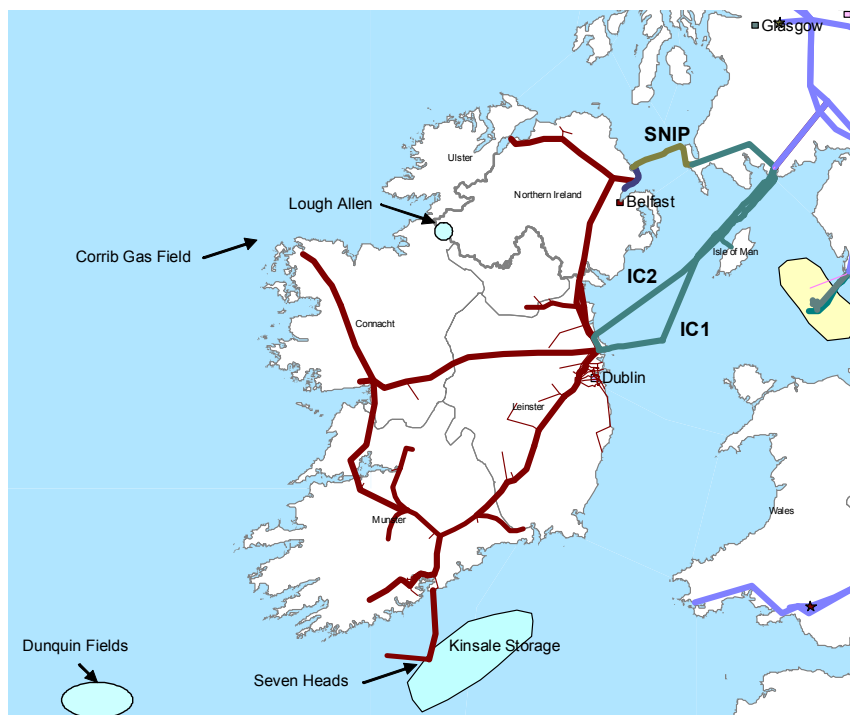 Glasgow
SNIP
Ulster
Northern Ireland
Lough Allen
Belfast
Corrib Gas Field
Isle of Man
IC2
Connacht
IC1
Dublin
Leinster
Munster
Wales
Dunquin Fields
Kinsale Storage
Seven Heads